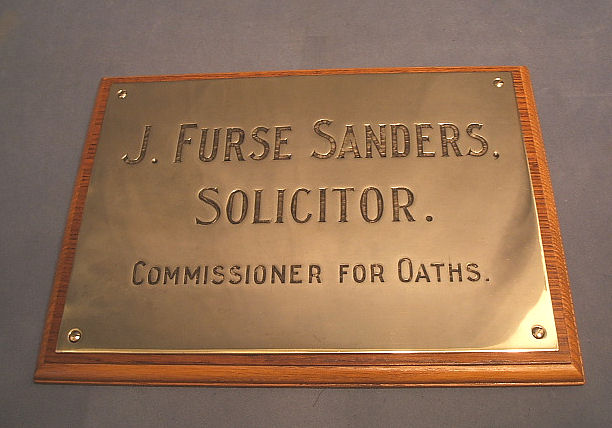 J. FURSE SANDERS,
SOLICITOR.
COMMISSIONER FOR OATHS.